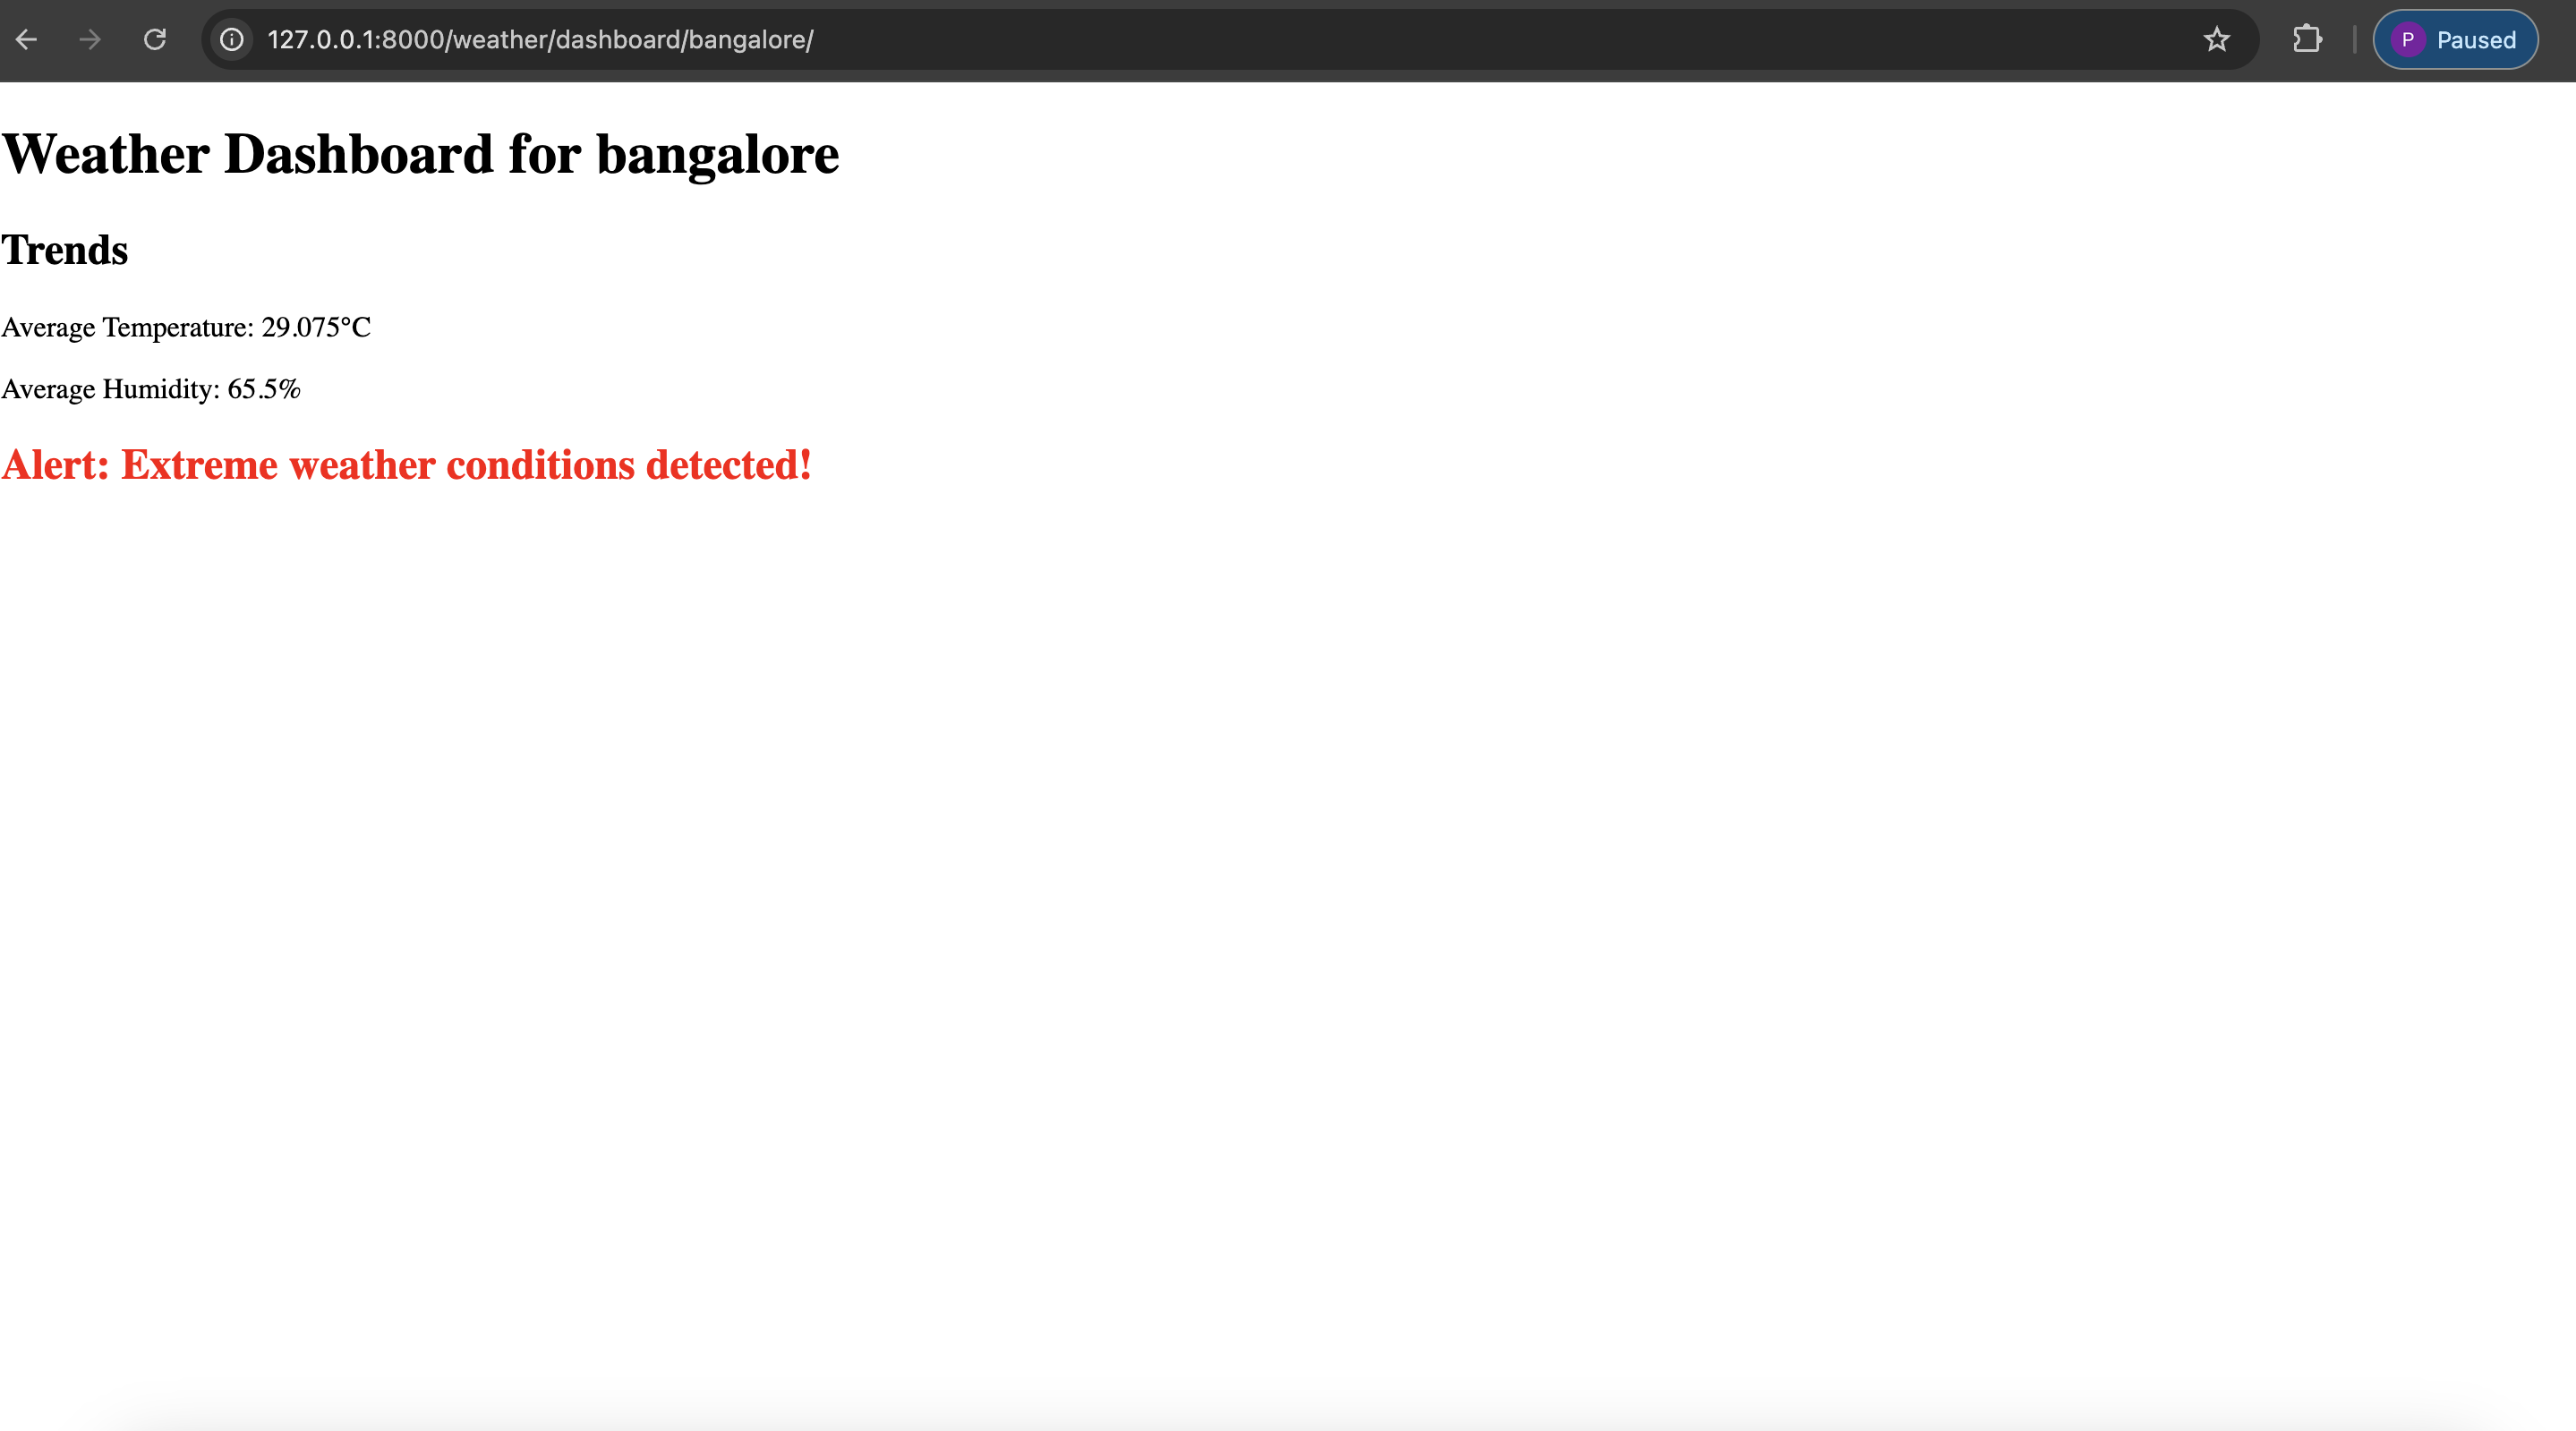 127.0.0.1:8000/weather/dashboard/bangalore/
P Paused
Weather Dashboard for bangalore
Trends
Average Temperature: 29.075°C
Average Humidity: 65.5%
Alert: Extreme weather conditions detected!